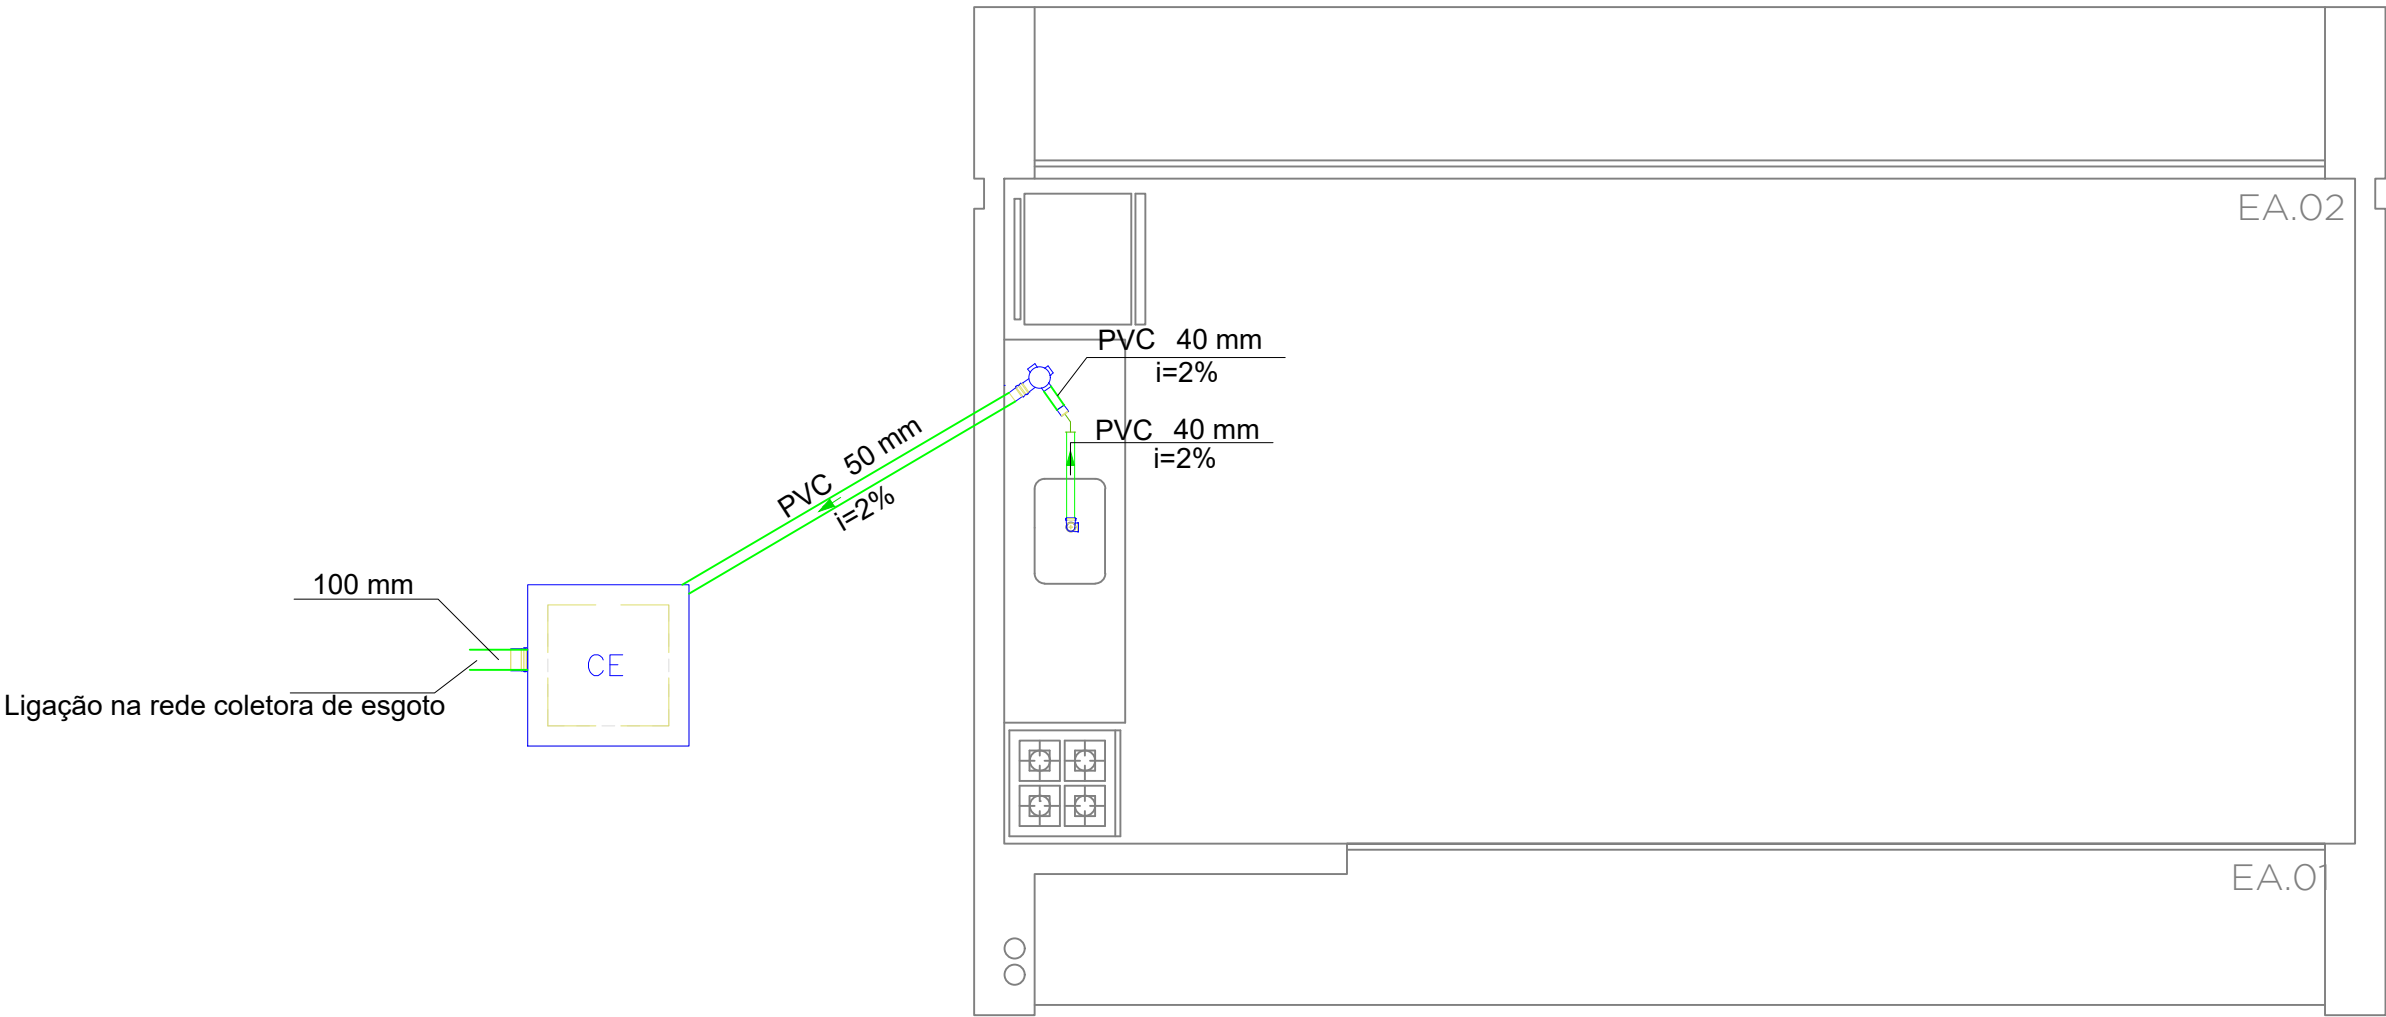 EA.02
PVC 40 mm
i=2%
PVC 40 mm
i=2%
PVC 50 mm
i=2%
100 mm
CE
Ligação na rede coletora de esgoto
EA.01